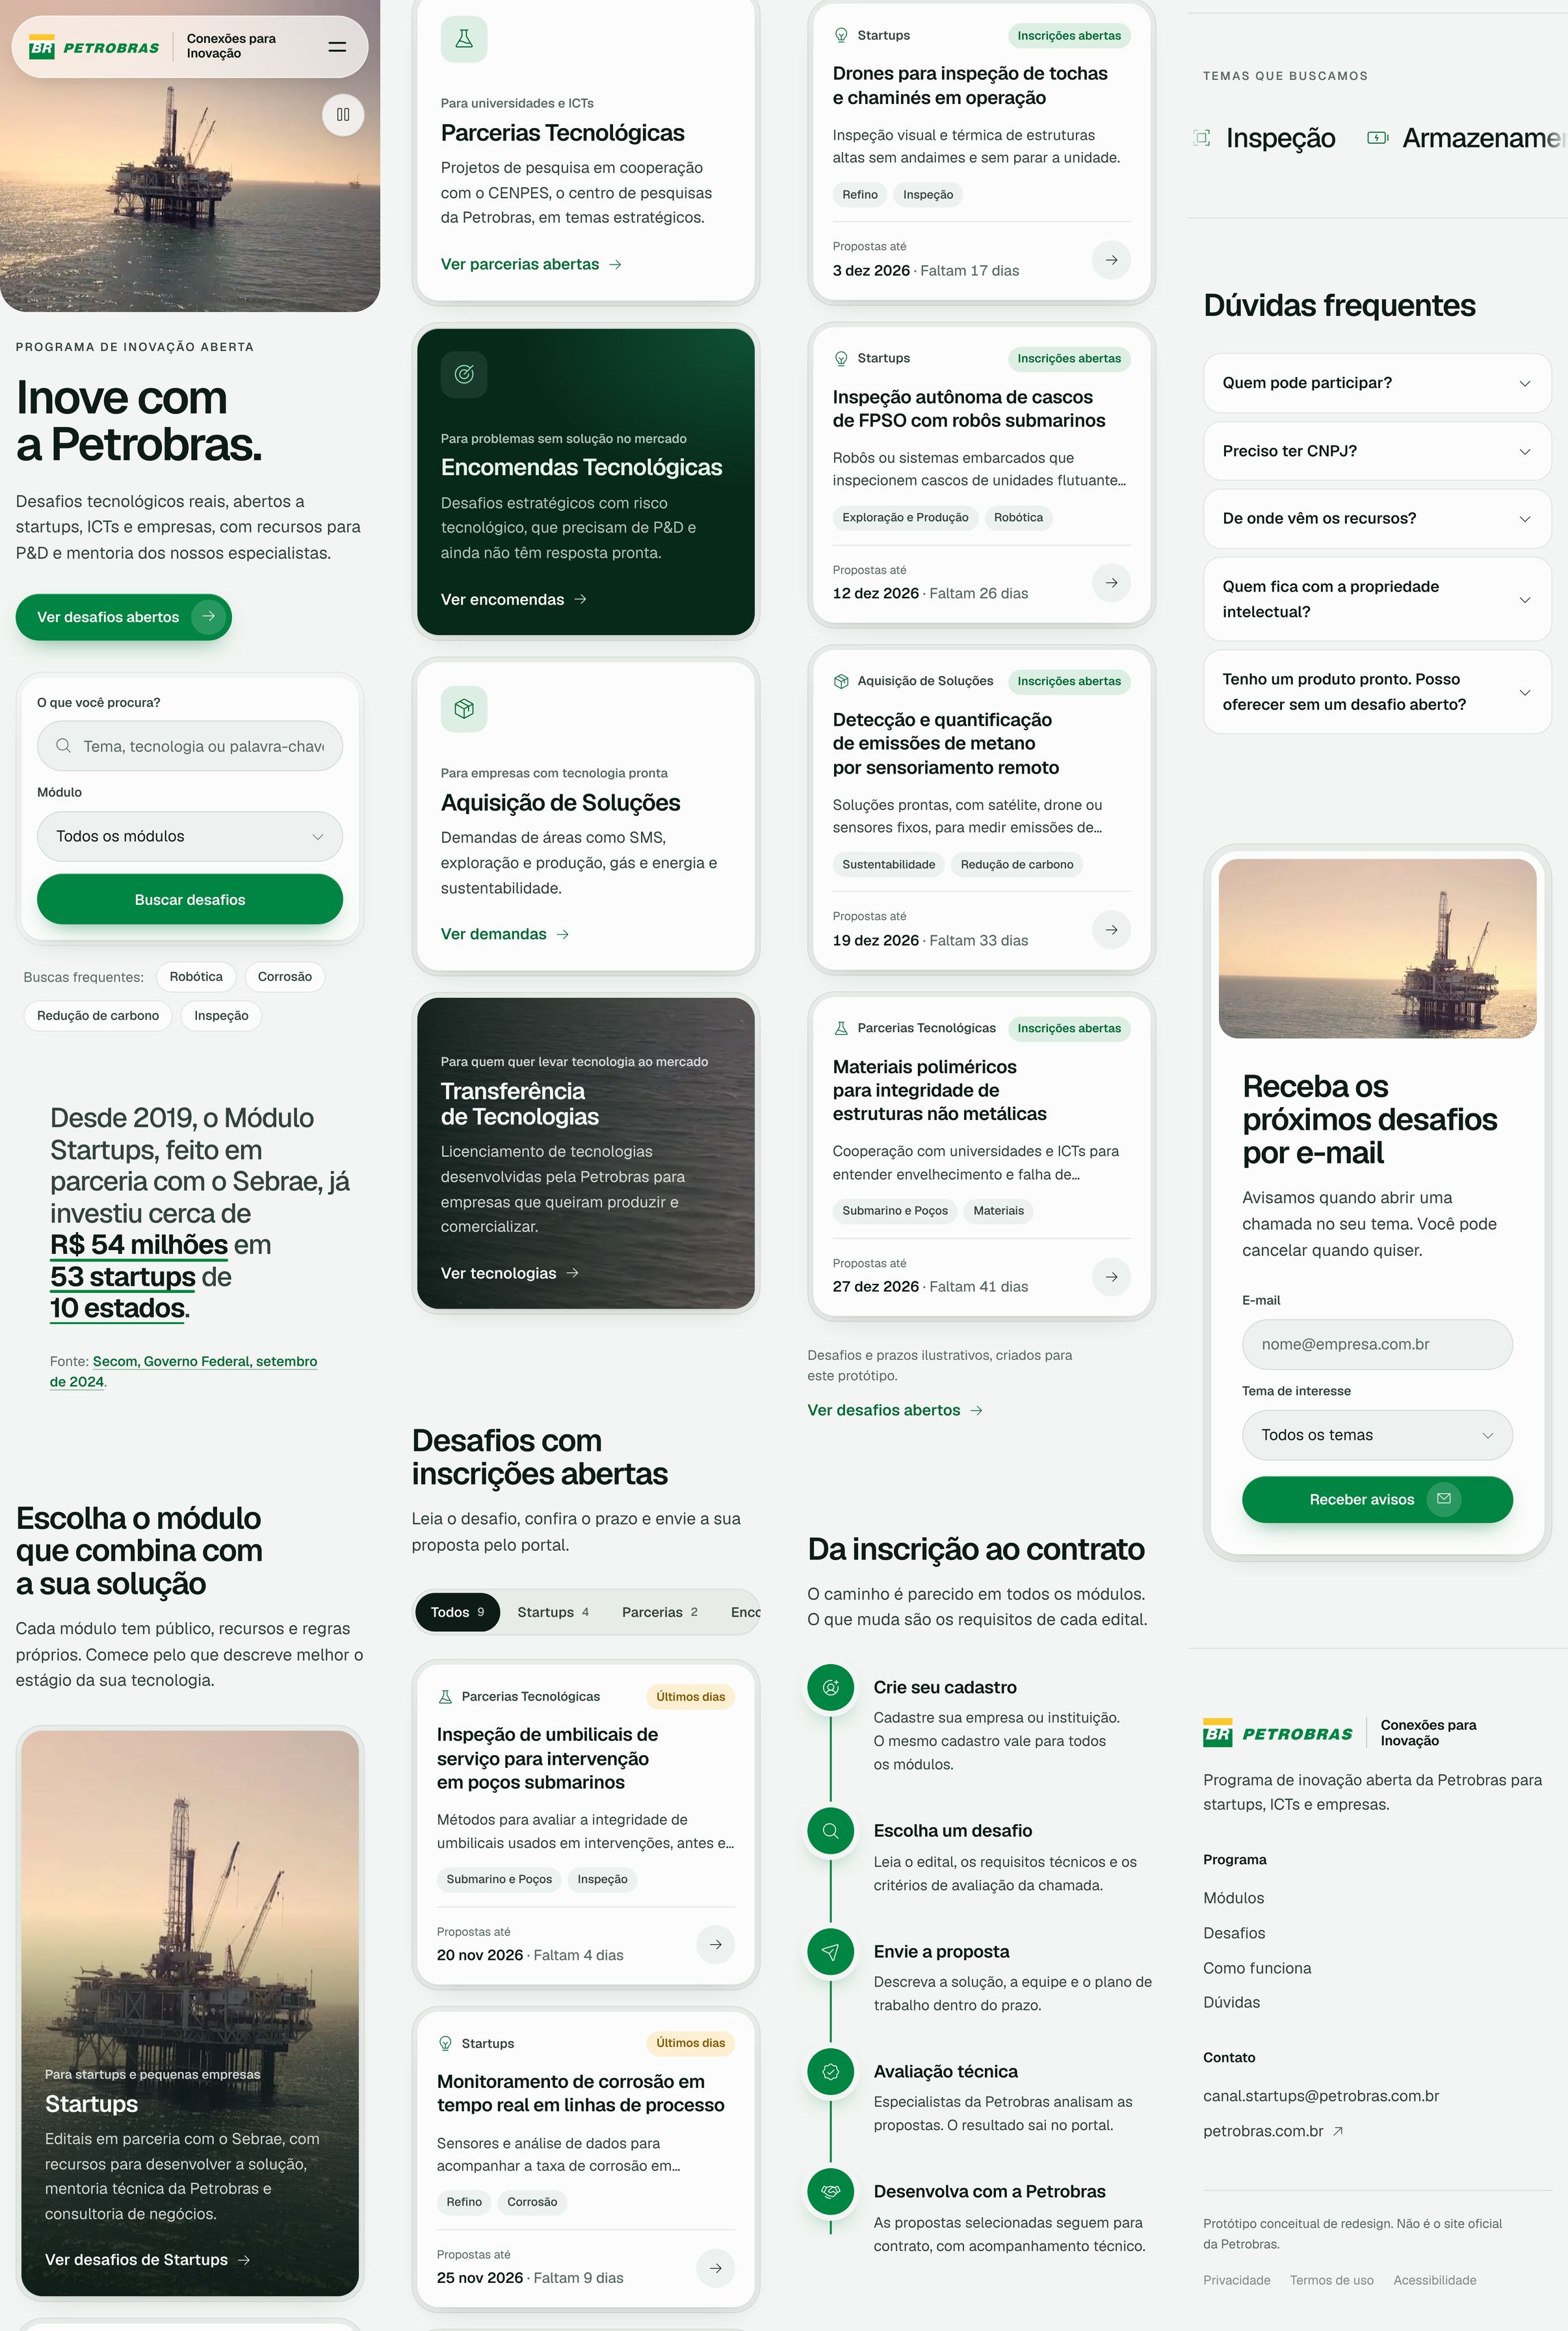 BR PETROBRAS
Conexões para
Inovação
PROGRAMA DE INOVAÇÃO ABERTA
Inove com
a Petrobras.
Desafios tecnológicos reais, abertos a
startups, ICTs e empresas, com recursos para
P&D e mentoria dos nossos especialistas.
Ver desafios abertos
O que você procura?
Tema, tecnologia ou palavra-chav
Módulo
Todos os módulos
Buscar desafios
Buscas frequentes: Robótica Corrosão
Redução de carbono Inspeção
Desde 2019, o Módulo
Startups, feito em
parceria com o Sebrae, já
investiu cerca de
R$ 54 milhões em
53 startups de
10 estados.
Fonte: Secom, Governo Federal, setembro
de 2024.
Escolha o módulo
que combina com
a sua solução
Cada módulo tem público, recursos e regras
próprios. Comece pelo que descreve melhor o
estágio da sua tecnologia.
Para startups e pequenas empresas
Startups
Editais em parceria com o Sebrae, com
recursos para desenvolver a solução,
mentoria técnica da Petrobras e
consultoria de negócios.
Ver desafios de Startups
Para universidades e ICTs
Parcerias Tecnológicas
Projetos de pesquisa em cooperação
com o CENPES, o centro de pesquisas
da Petrobras, em temas estratégicos.
Ver parcerias abertas
Para problemas sem solução no mercado
Encomendas Tecnológicas
Desafios estratégicos com risco
tecnológico, que precisam de P&D e
ainda não têm resposta pronta.
Ver encomendas
Para empresas com tecnologia pronta
Aquisição de Soluções
Demandas de áreas como SMS,
exploração e produção, gás e energia e
sustentabilidade.
Ver demandas
Para quem quer levar tecnologia ao mercado
Transferência
de Tecnologias
Licenciamento de tecnologias
desenvolvidas pela Petrobras para
empresas que queiram produzir e
comercializar.
Ver tecnologias
Desafios com
inscrições abertas
Leia o desafio, confira o prazo e envie a sua
proposta pelo portal.
Todos 9 Startups 4 Parcerias 2 Enco
Parcerias Tecnológicas Últimos dias
Inspeção de umbilicais de
serviço para intervenção
em poços submarinos
Métodos para avaliar a integridade de
umbilicais usados em intervenções, antes e…
Submarino e Poços Inspeção
Propostas até
20 nov 2026 · Faltam 4 dias
Startups Últimos dias
Monitoramento de corrosão em
tempo real em linhas de processo
Sensores e análise de dados para
acompanhar a taxa de corrosão em…
Refino Corrosão
Propostas até
25 nov 2026 · Faltam 9 dias
Startups Inscrições abertas
Drones para inspeção de tochas
e chaminés em operação
Inspeção visual e térmica de estruturas
altas sem andaimes e sem parar a unidade.
Refino Inspeção
Propostas até
3 dez 2026 · Faltam 17 dias
Startups Inscrições abertas
Inspeção autônoma de cascos
de FPSO com robôs submarinos
Robôs ou sistemas embarcados que
inspecionem cascos de unidades flutuante…
Exploração e Produção Robótica
Propostas até
12 dez 2026 · Faltam 26 dias
Aquisição de Soluções Inscrições abertas
Detecção e quantificação
de emissões de metano
por sensoriamento remoto
Soluções prontas, com satélite, drone ou
sensores fixos, para medir emissões de…
Sustentabilidade Redução de carbono
Propostas até
19 dez 2026 · Faltam 33 dias
Parcerias Tecnológicas Inscrições abertas
Materiais poliméricos
para integridade de
estruturas não metálicas
Cooperação com universidades e ICTs para
entender envelhecimento e falha de…
Submarino e Poços Materiais
Propostas até
27 dez 2026 · Faltam 41 dias
Desafios e prazos ilustrativos, criados para
este protótipo.
Ver desafios abertos
Da inscrição ao contrato
O caminho é parecido em todos os módulos.
O que muda são os requisitos de cada edital.
Crie seu cadastro
Cadastre sua empresa ou instituição.
O mesmo cadastro vale para todos
os módulos.
Escolha um desafio
Leia o edital, os requisitos técnicos e os
critérios de avaliação da chamada.
Envie a proposta
Descreva a solução, a equipe e o plano de
trabalho dentro do prazo.
Avaliação técnica
Especialistas da Petrobras analisam as
propostas. O resultado sai no portal.
Desenvolva com a Petrobras
As propostas selecionadas seguem para
contrato, com acompanhamento técnico.
TEMAS QUE BUSCAMOS
Inspeção Armazename
Dúvidas frequentes
Quem pode participar?
Preciso ter CNPJ?
De onde vêm os recursos?
Quem fica com a propriedade
intelectual?
Tenho um produto pronto. Posso
oferecer sem um desafio aberto?
Receba os
próximos desafios
por e-mail
Avisamos quando abrir uma
chamada no seu tema. Você pode
cancelar quando quiser.
E-mail
nome@empresa.com.br
Tema de interesse
Todos os temas
Receber avisos
BR PETROBRAS
Conexões para
Inovação
Programa de inovação aberta da Petrobras para
startups, ICTs e empresas.
Programa
Módulos
Desafios
Como funciona
Dúvidas
Contato
canal.startups@petrobras.com.br
petrobras.com.br
Protótipo conceitual de redesign. Não é o site oficial
da Petrobras.
Privacidade Termos de uso Acessibilidade